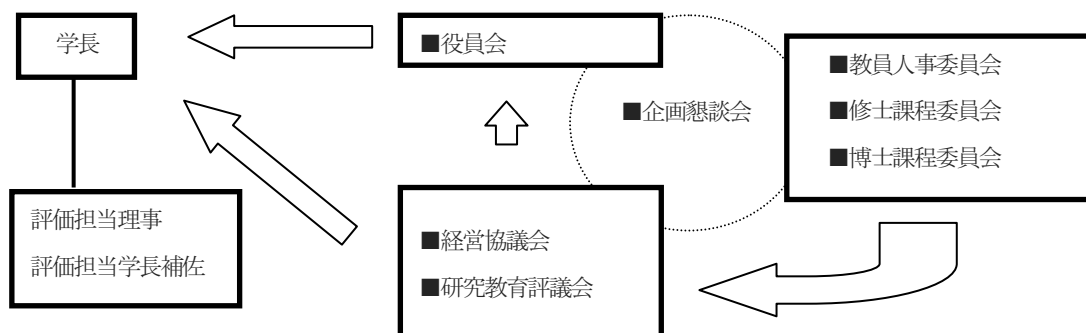 学長
■役員会
■教員人事委員会
■修士課程委員会
■博士課程委員会
■企画懇談会
評価担当理事
評価担当学長補佐
■経営協議会
■研究教育評議会